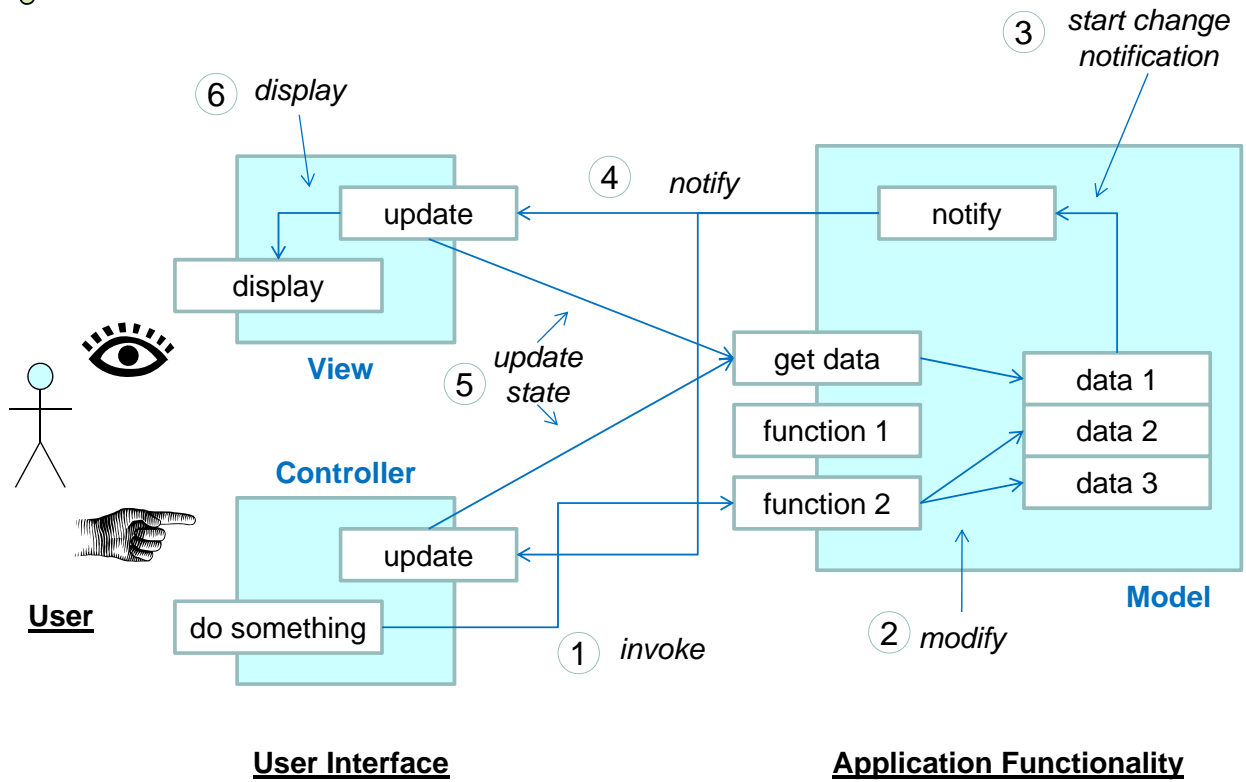 3
start change
notification
6
display
4
notify
update
notify
display
View
5
update
state
get data
data 1
function 1
data 2
Controller
function 2
data 3
update
User
do something
Model
1
invoke
2
modify
User Interface
Application Functionality